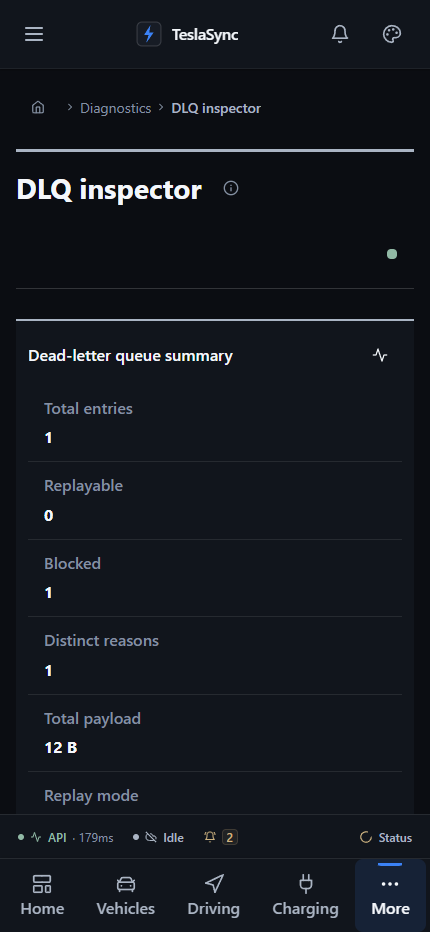 TeslaSync
Diagnostics DLQ inspector
DLQ inspector
Dead-letter queue summary
Total entries
1
Replayable
0
Blocked
1
Distinct reasons
1
Total payload
12 B
Replay mode
API · 179ms Idle 2 Status
Home Vehicles Driving Charging More